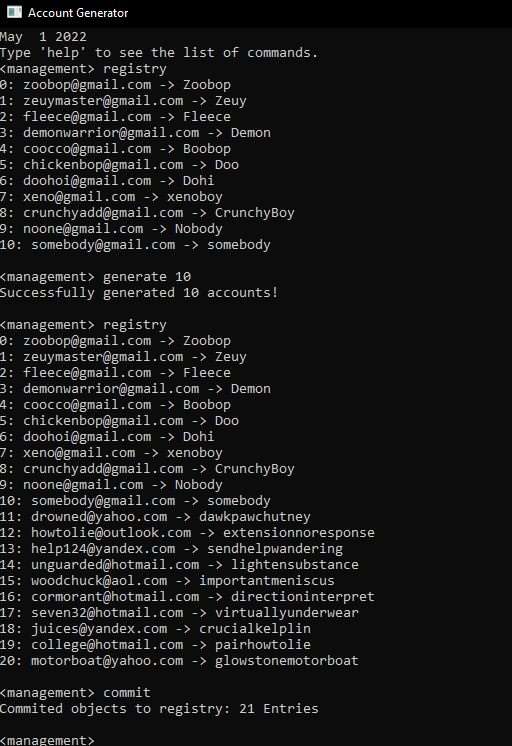 Account Generator
May  1 2022
Type 'help' to see the list of commands.
<management> registry
0: zoobop@gmail.com -> Zoobop
1: zeuymaster@gmail.com -> Zeuy
2: fleece@gmail.com -> Fleece
3: demonwarrior@gmail.com -> Demon
4: coocco@gmail.com -> Boobop
5: chickenbop@gmail.com -> Doo
6: doohoi@gmail.com -> Dohi
7: xeno@gmail.com -> xenoboy
8: crunchyadd@gmail.com -> CrunchyBoy
9: noone@gmail.com -> Nobody
10: somebody@gmail.com -> somebody
<management> generate 10
Successfully generated 10 accounts!
<management> registry
0: zoobop@gmail.com -> Zoobop
1: zeuymaster@gmail.com -> Zeuy
2: fleece@gmail.com -> Fleece
3: demonwarrior@gmail.com -> Demon
4: coocco@gmail.com -> Boobop
5: chickenbop@gmail.com -> Doo
6: doohoi@gmail.com -> Dohi
7: xeno@gmail.com -> xenoboy
8: crunchyadd@gmail.com -> CrunchyBoy
9: noone@gmail.com -> Nobody
10: somebody@gmail.com -> somebody
11: drowned@yahoo.com -> dawkpawchutney
12: howtolie@outlook.com -> extensionnoresponse
13: help124@yandex.com -> sendhelpwandering
14: unguarded@hotmail.com -> lightensubstance
15: woodchuck@aol.com -> importantmeniscus
16: cormorant@hotmail.com -> directioninterpret
17: seven32@hotmail.com -> virtuallyunderwear
18: juices@yandex.com -> crucialkelplin
19: college@hotmail.com -> pairhowtolie
20: motorboat@yahoo.com -> glowstonemotorboat
<management> commit
Commited objects to registry: 21 Entries
<management>